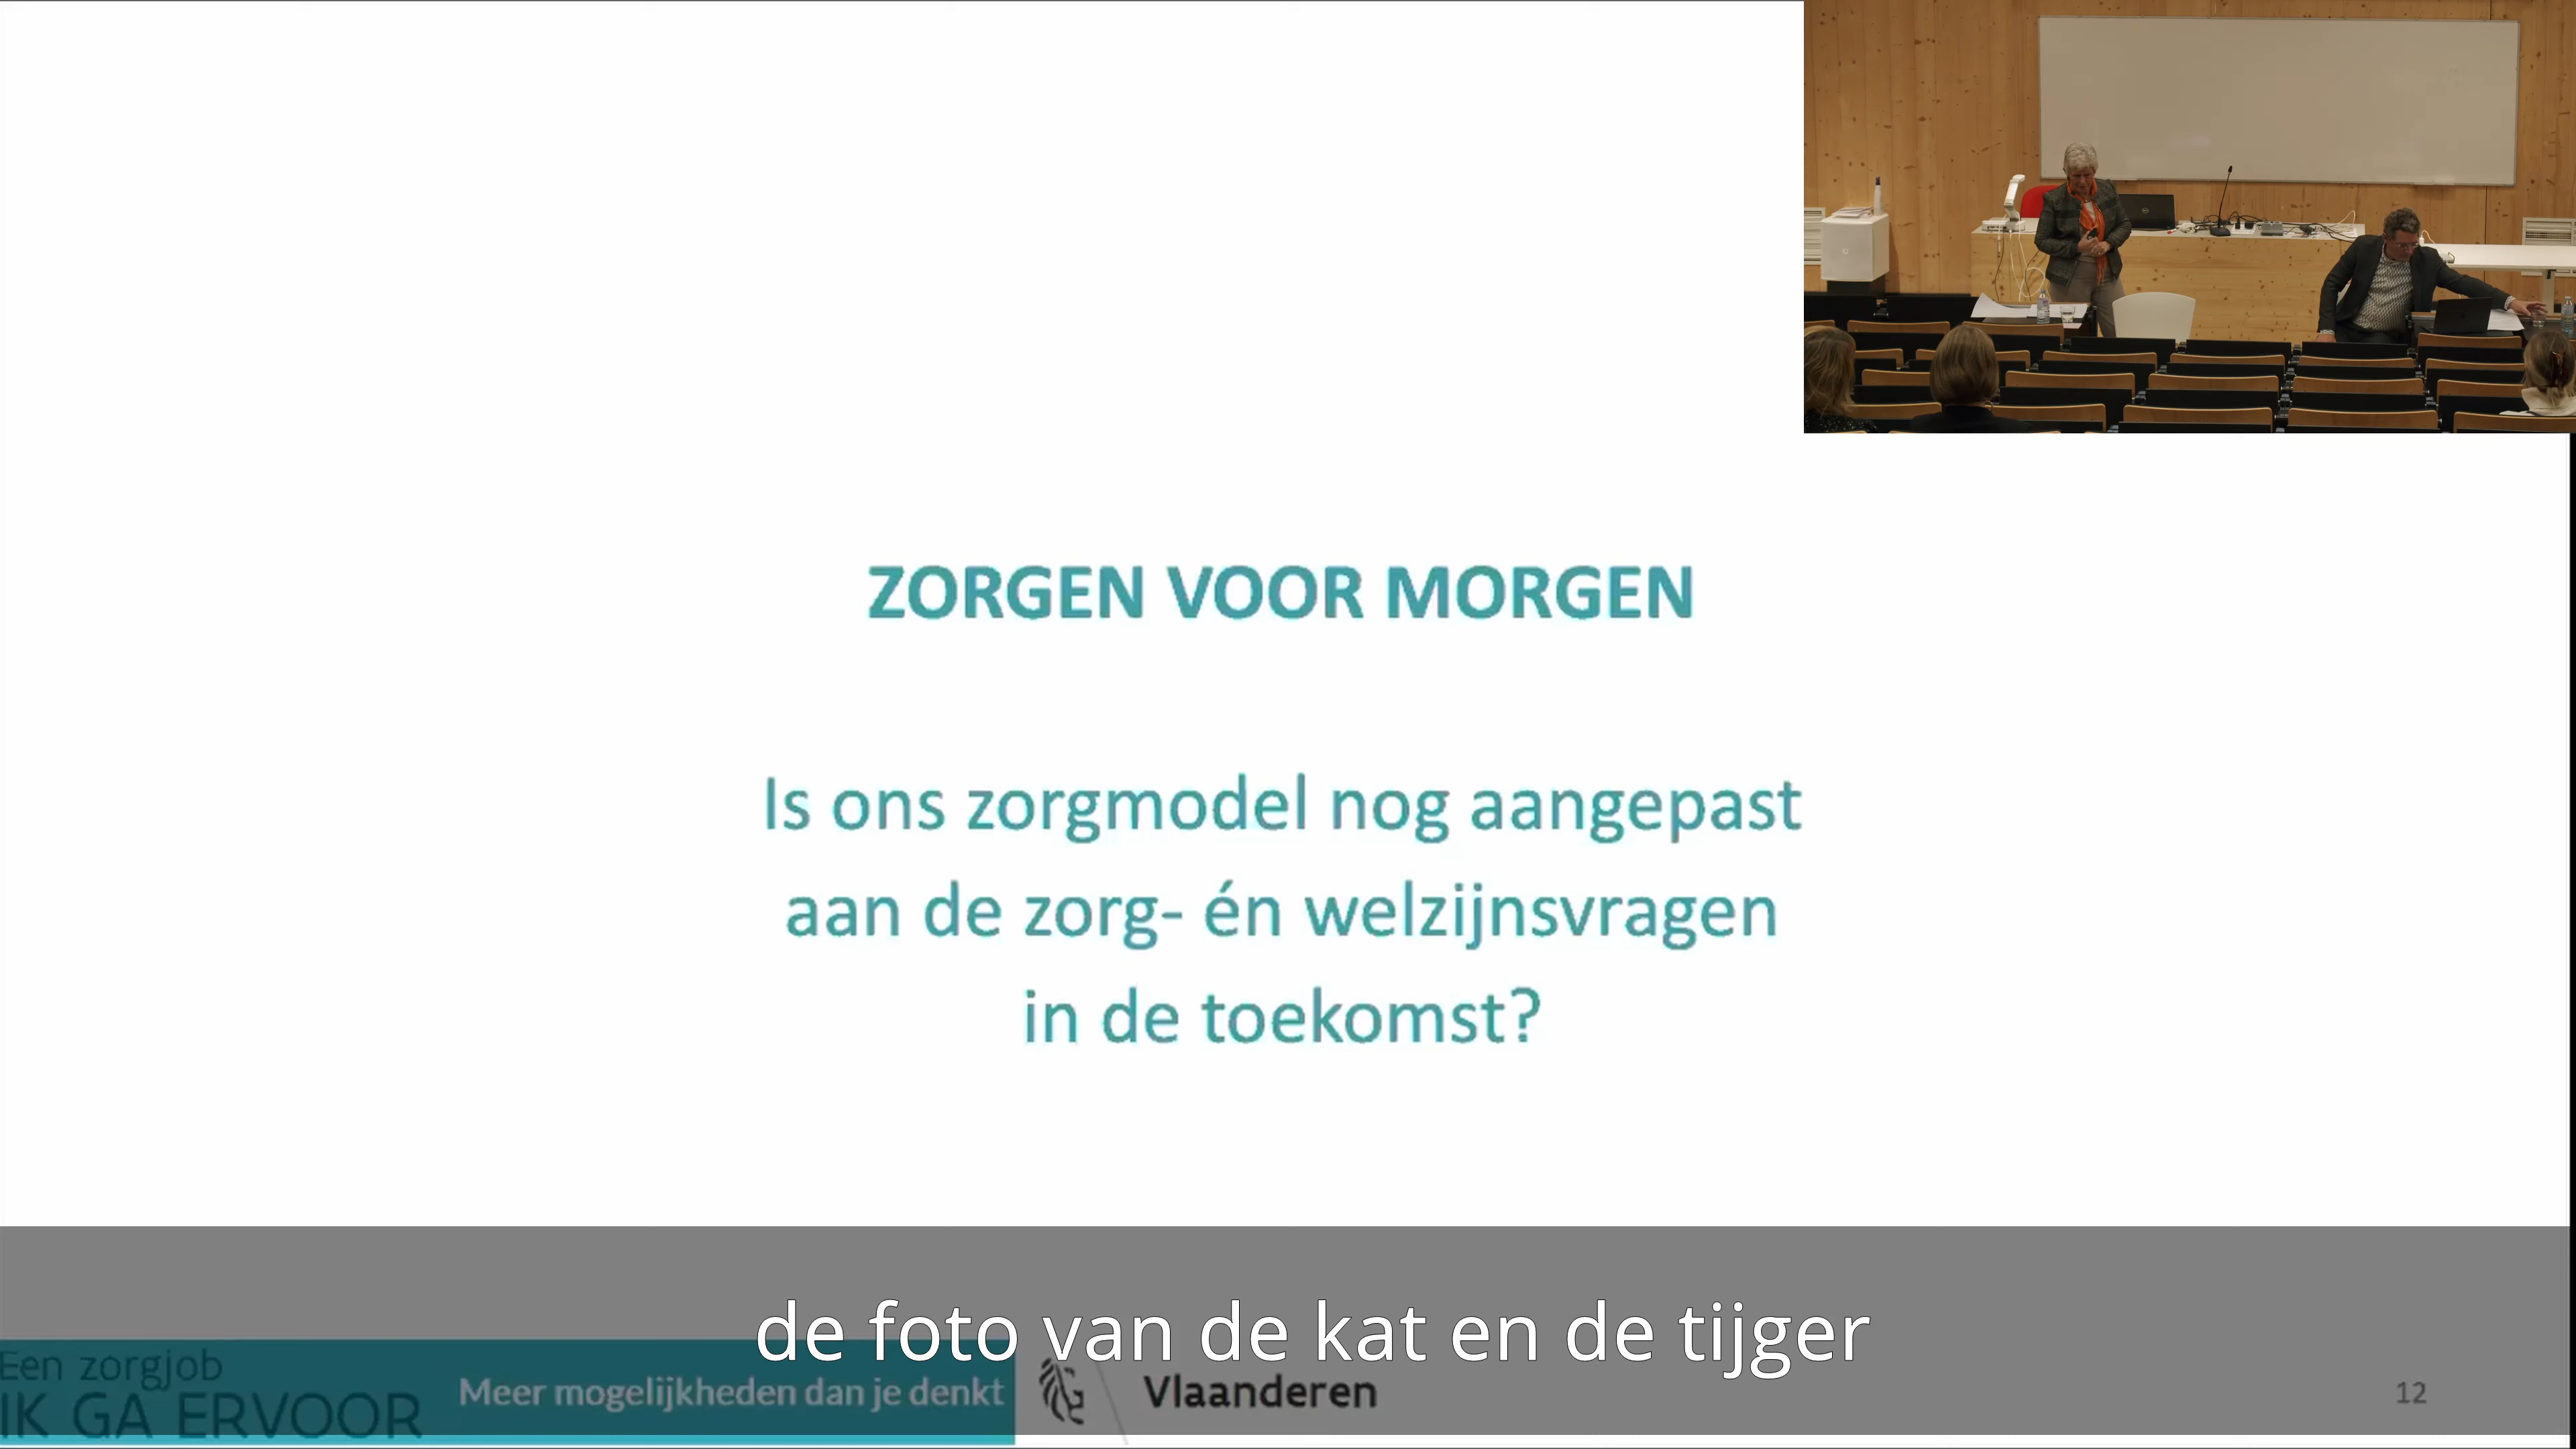 ZORGEN VOOR MORGEN
Is ons zorgmodel nog aangepast
aan de zorg- én welzijnsvragen
in de toekomst?
de foto van de kat en de tijger
Een zorgjob
IK GA ERVOOR
Meer mogelijkheden dan je denkt
Vlaanderen
12